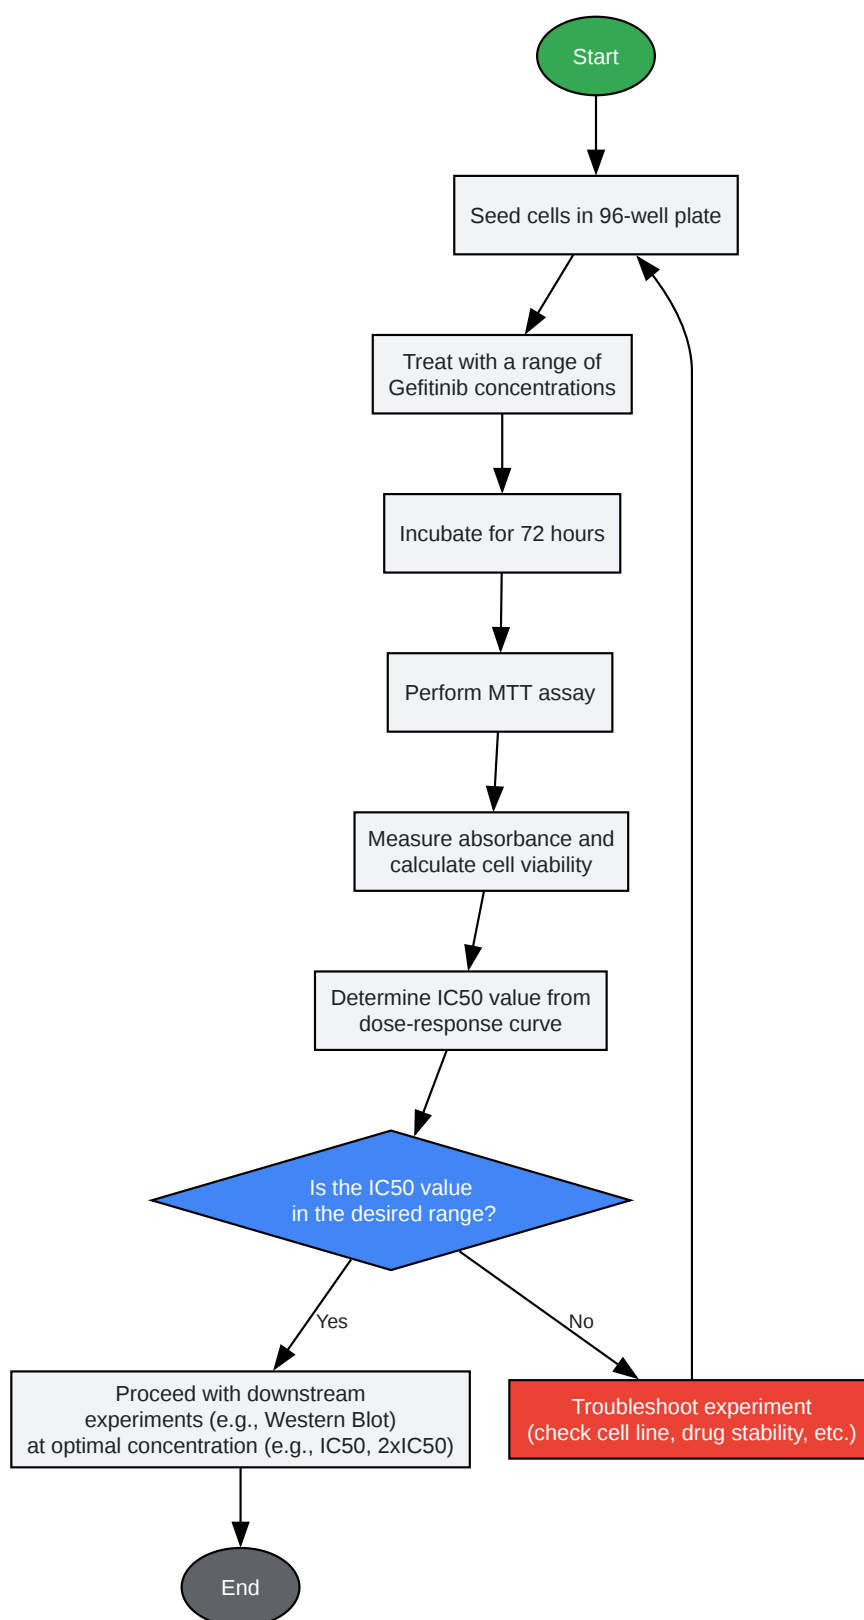 Start
Seed cells in 96-well plate
Treat with a range of
Gefitinib concentrations
Incubate for 72 hours
Perform MTT assay
Measure absorbance and
calculate cell viability
Determine IC50 value from
dose-response curve
Is the IC50 value
in the desired range?
Yes
No
Proceed with downstream
experiments (e.g., Western Blot)
at optimal concentration (e.g., IC50, 2xIC50)
Troubleshoot experiment
(check cell line, drug stability, etc.)
End